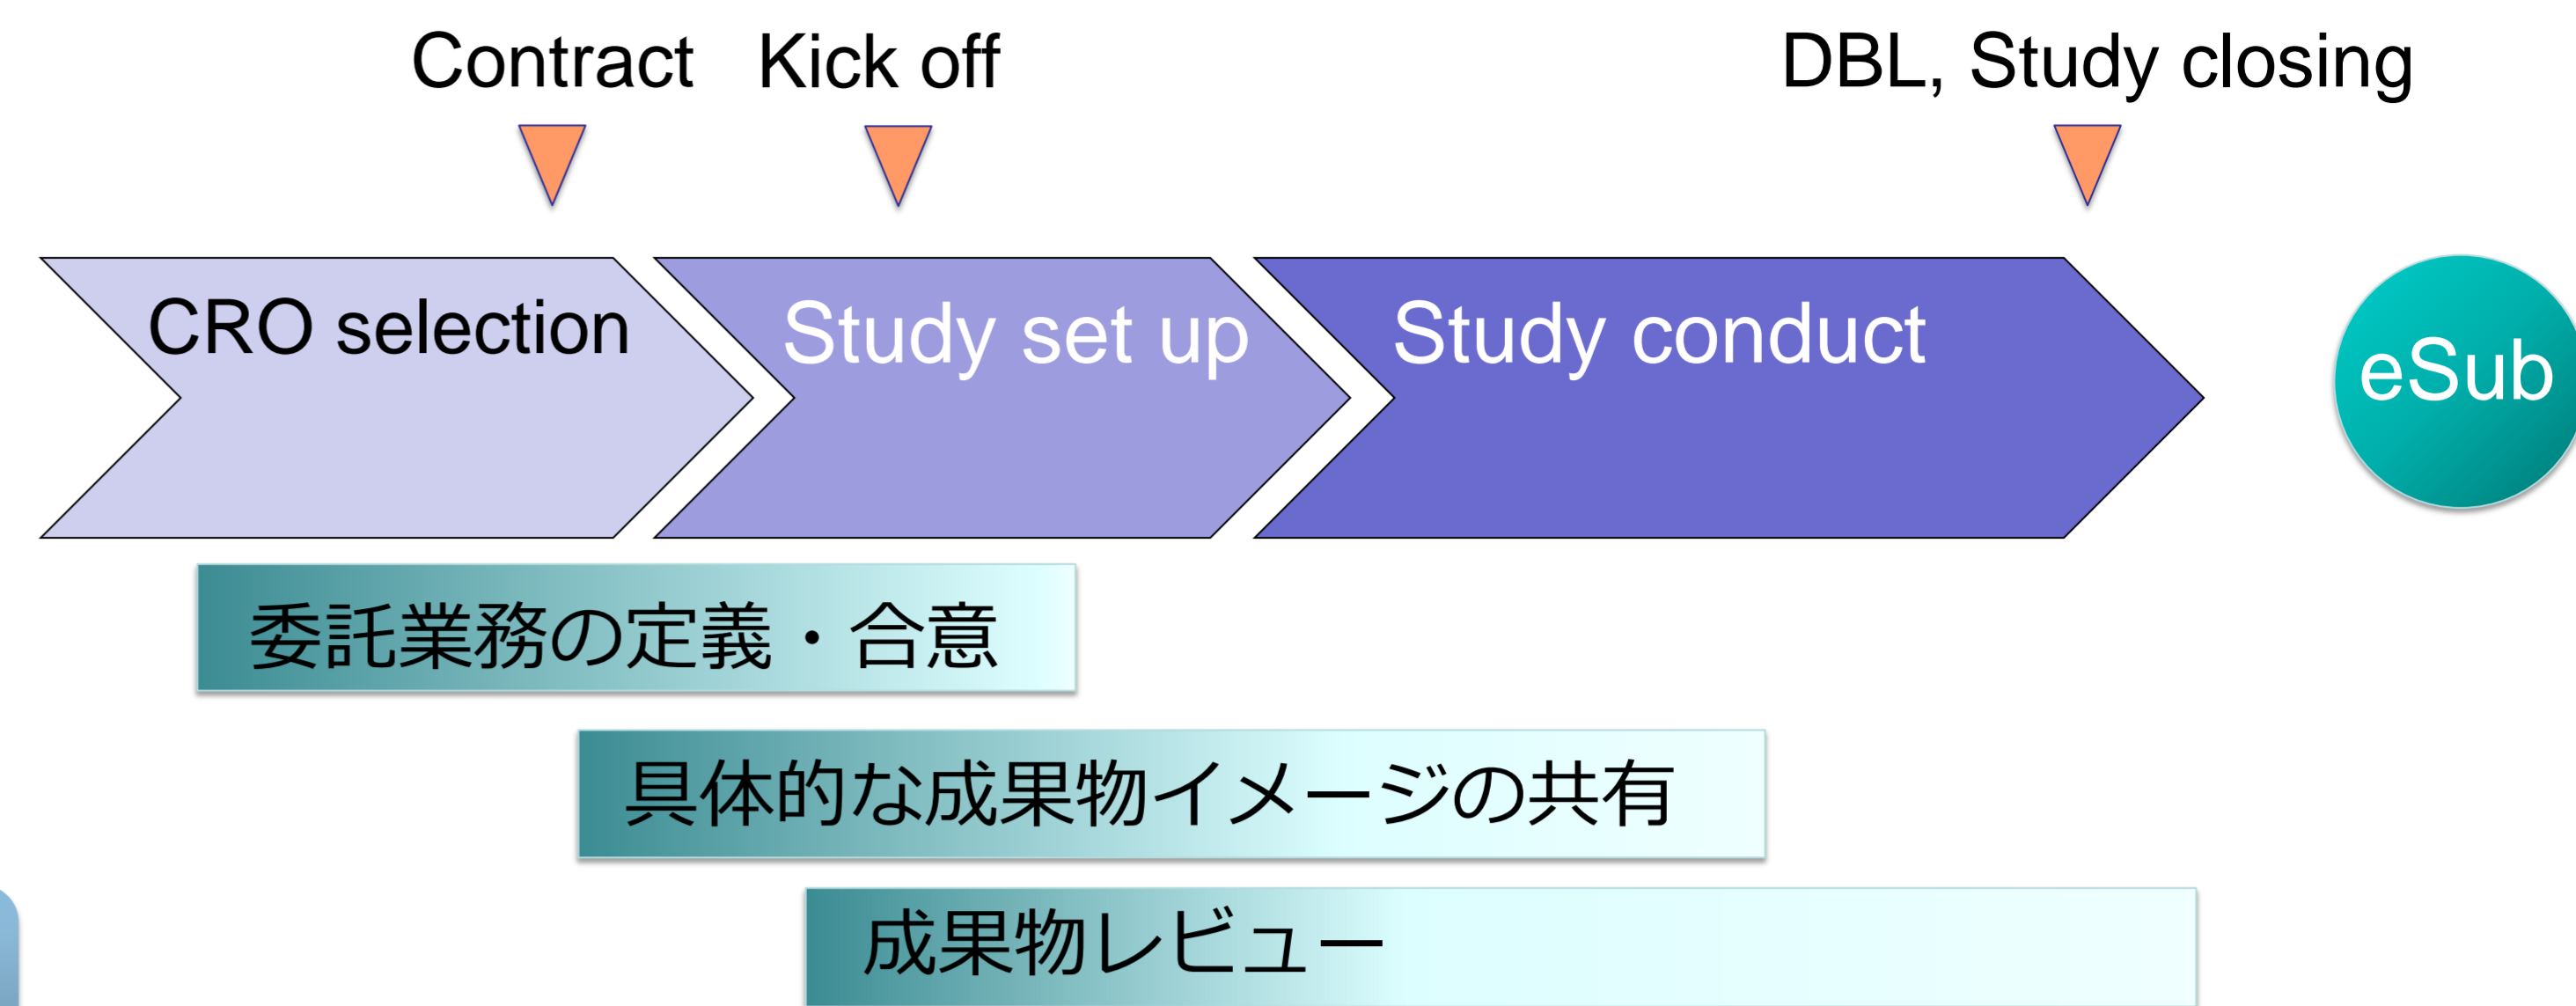 Contract Kick off DBL, Study closing
CRO selection Study set up Study conduct eSub
委託業務の定義・合意
具体的な成果物イメージの共有
成果物レビュー